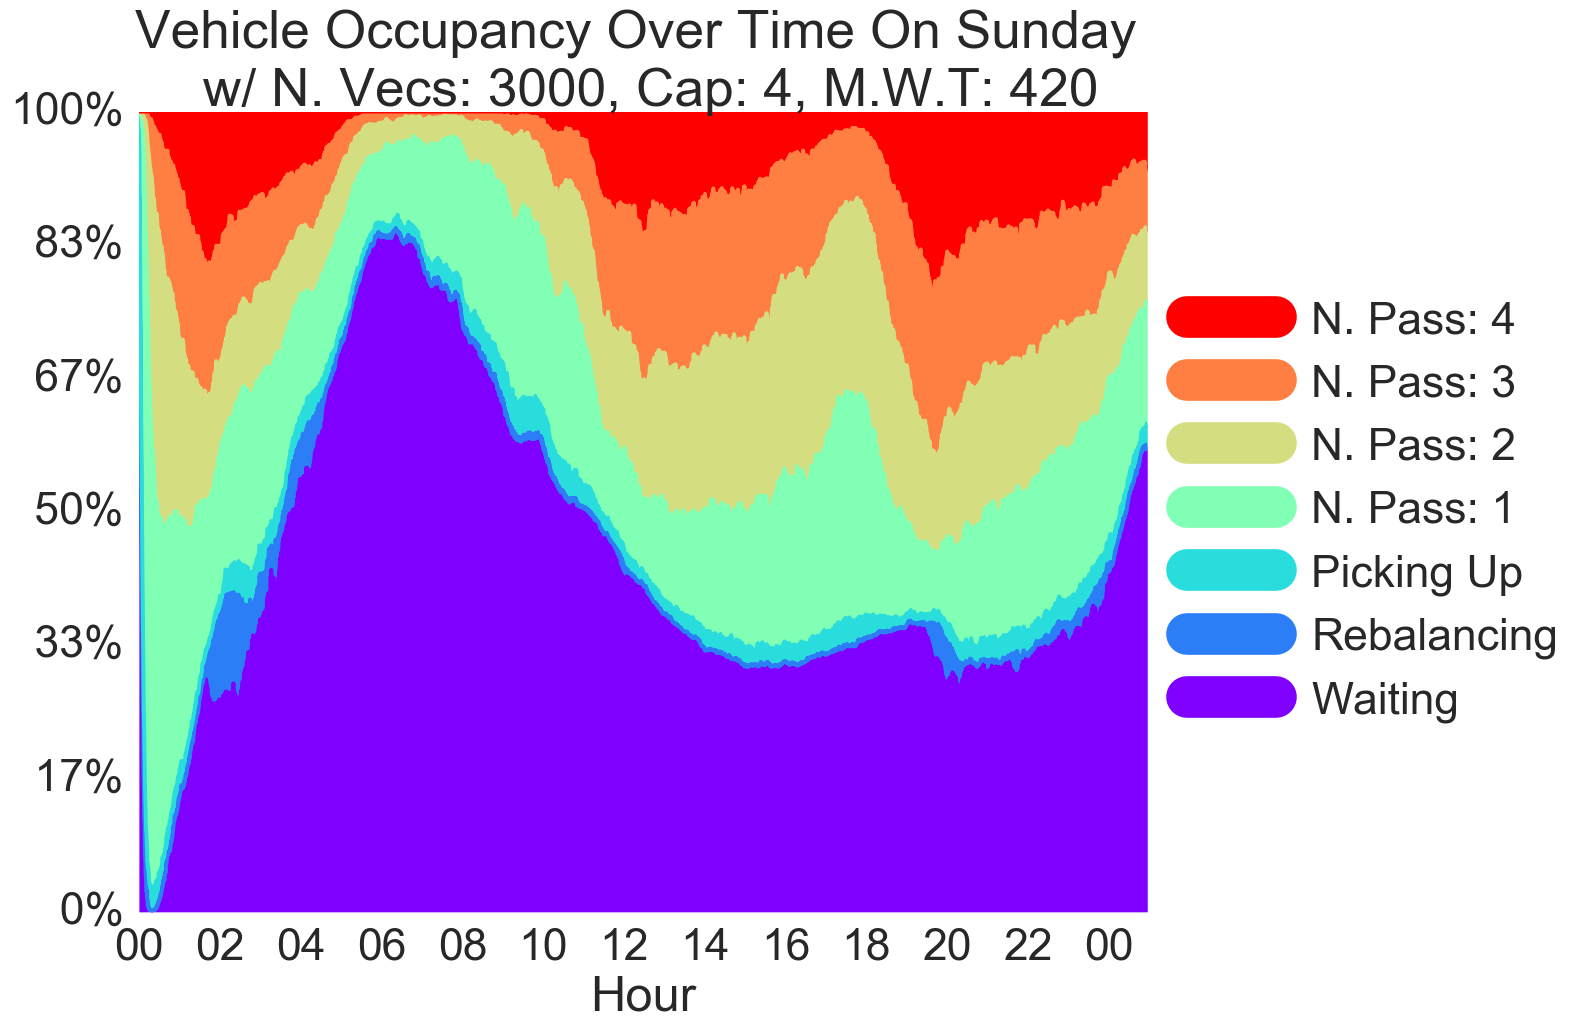 Vehicle Occupancy Over Time On Sunday
w/ N. Vecs: 3000, Cap: 4, M.W.T: 420
100%
83%
67%
50%
33%
17%
0%
00 02 04 06 08 10 12 14 16 18 20 22 00
Hour
N. Pass: 4
N. Pass: 3
N. Pass: 2
N. Pass: 1
Picking Up
Rebalancing
Waiting